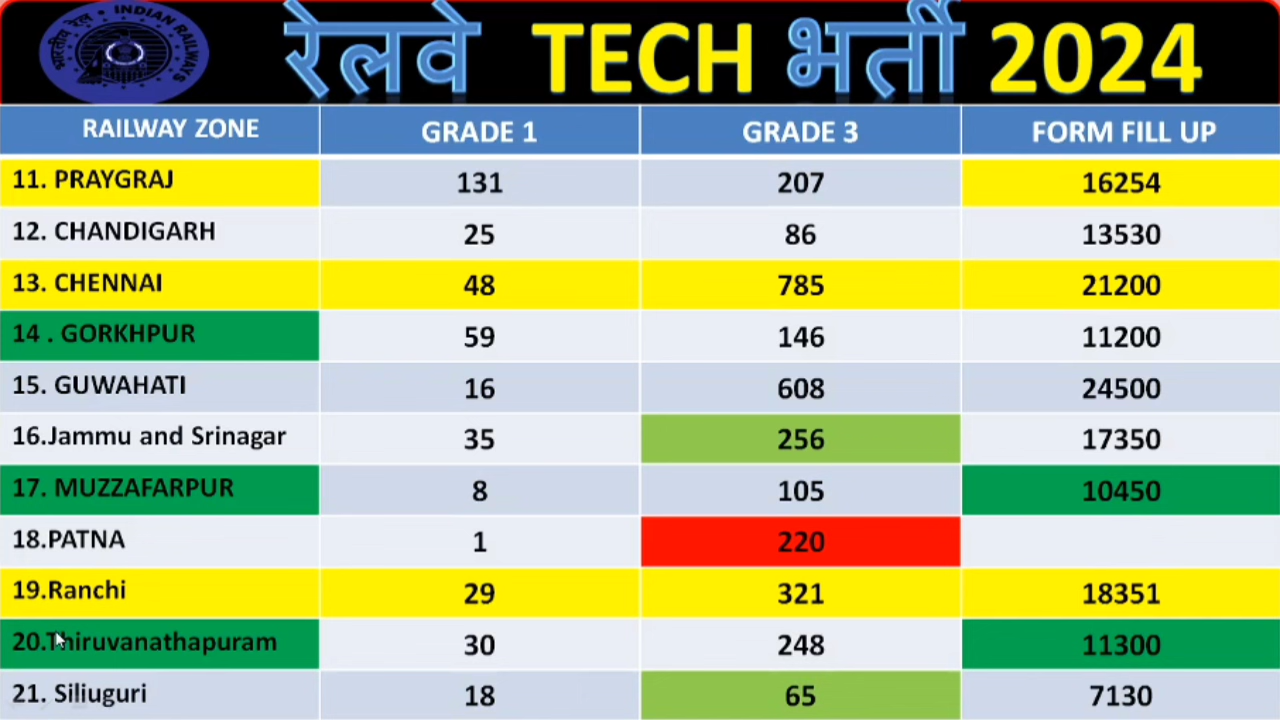 भारतीय रेल INDIAN RAILWAYS
रेलवे TECH भर्ती 2024
RAILWAY ZONE GRADE 1 GRADE 3 FORM FILL UP
11. PRAYGRAJ 131 207 16254
12. CHANDIGARH 25 86 13530
13. CHENNAI 48 785 21200
14 . GORKHPUR 59 146 11200
15. GUWAHATI 16 608 24500
16.Jammu and Srinagar 35 256 17350
17. MUZZAFARPUR 8 105 10450
18.PATNA 1 220
19.Ranchi 29 321 18351
20.Thiruvanathapuram 30 248 11300
21. Siliuguri 18 65 7130